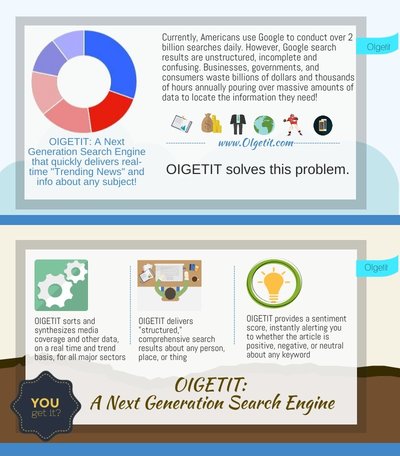 Currently, Americans use Google to conduct over 2
billion searches daily. However, Google search
results are unstructured, incomplete and
confusing. Businesses, governments, and
consumers waste billions of dollars and thousands
of hours annually pouring over massive amounts of
data to locate the information they need!
Oigetit
www.OIgetit.com
OIGETIT: A Next
Generation Search Engine
that quickly delivers real-
time "Trending News" and
info about any subject!
OIGETIT solves this problem.
Oigetit
OIGETIT sorts and
synthesizes media
coverage and other data,
on a real time and trend
basis, for all major sectors
OIGETIT delivers
"structured,"
comprehensive search
results about any person,
place, or thing
OIGETIT provides a sentiment
score, instantly alerting you
to whether the article is
positive, negative, or neutral
about any keyword
YOU
get it?
OIGETIT:
A Next Generation Search Engine